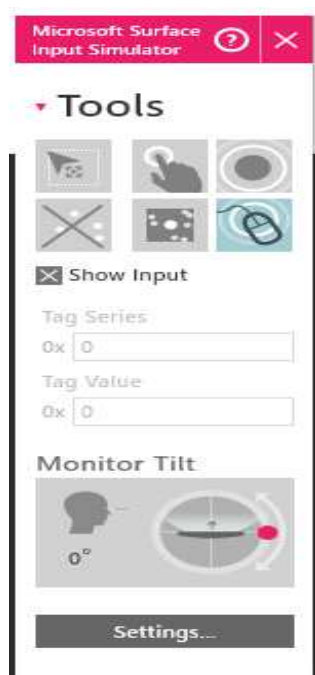 Microsoft Surface
Input Simulator
?
Tools
Show Input
Tag Series
0x 0
Tag Value
0x 0
Monitor Tilt
0°
Settings...